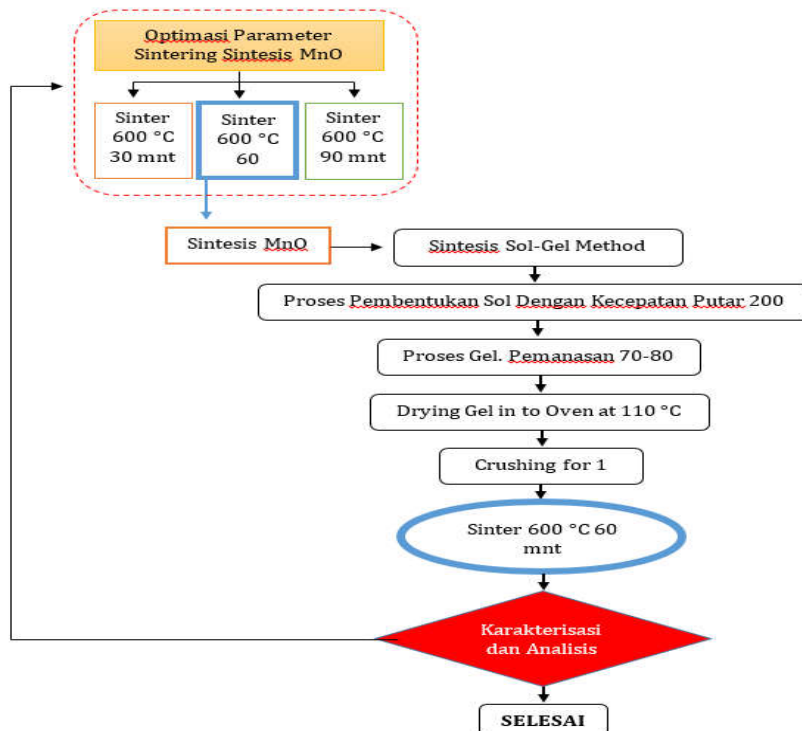 Optimasi Parameter
Sintering Sintesis MnO
Sinter
600 °C
30 mnt
Sinter
600 °C
60
Sinter
600 °C
90 mnt
Sintesis MnO
Sintesis Sol-Gel Method
Proses Pembentukan Sol Dengan Kecepatan Putar 200
Proses Gel. Pemanasan 70-80
Drying Gel in to Oven at 110 °C
Crushing for 1
Sinter 600 °C 60
mnt
Karakterisasi
dan Analisis
SELESAI